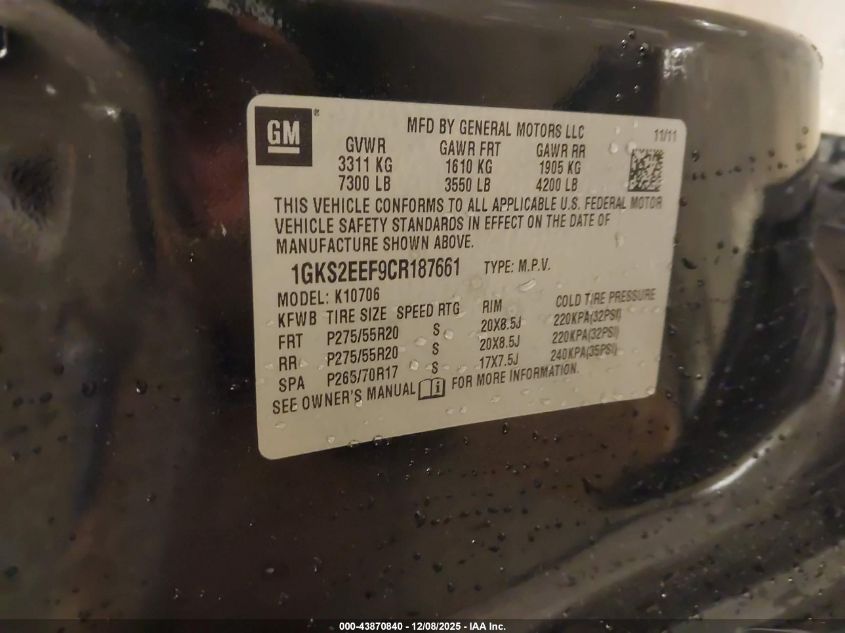 GM ®
MFD BY GENERAL MOTORS LLC 11/11
GVWR GAWR FRT GAWR RR
3311 KG 1610 KG 1905 KG
7300 LB 3550 LB 4200 LB
THIS VEHICLE CONFORMS TO ALL APPLICABLE U.S. FEDERAL MOTOR
VEHICLE SAFETY STANDARDS IN EFFECT ON THE DATE OF
MANUFACTURE SHOWN ABOVE.
1GKS2EEF9CR187661 TYPE: M.P.V.
MODEL: K10706
KFWB TIRE SIZE SPEED RTG RIM COLD TIRE PRESSURE
FRT P275/55R20 S 20X8.5J 220KPA(32PSI)
RR P275/55R20 S 20X8.5J 220KPA(32PSI)
SPA P265/70R17 S 17X7.5J 240KPA(35PSI)
SEE OWNER'S MANUAL FOR MORE INFORMATION.
000-43870840 - 12/08/2025 - IAA Inc.